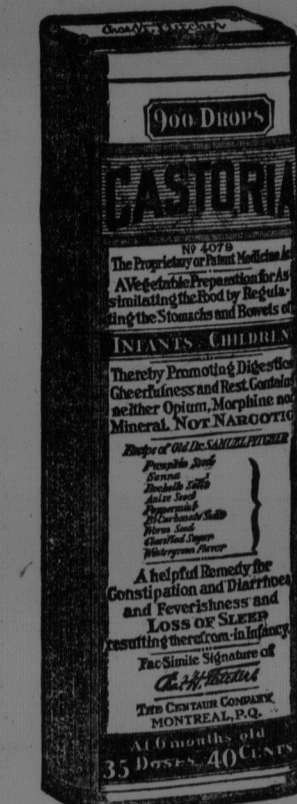 Chas. H. Fletcher
900 DROPS
CASTORIA
Nº 4079
The Proprietary or Patent Medicine Act
A Vegetable Preparation for As-
similating the Food by Regula-
ting the Stomachs and Bowels of
INFANTS CHILDREN
Thereby Promoting Digestion
Cheerfulness and Rest. Contains
neither Opium, Morphine nor
Mineral. NOT NARCOTIC
Recipe of Old Dr. SAMUEL PITCHER
Pumpkin Seed
Senna
Rochelle Salts
Anise Seed
Peppermint
Bi-Carbonate Soda
Worm Seed
Clarified Sugar
Wintergreen Flavor
A helpful Remedy for
Constipation and Diarrhoea
and Feverishness and
LOSS OF SLEEP
resulting therefrom-in Infancy.
Fac-Simile Signature of
Chas. H. Fletcher
THE CENTAUR COMPANY
MONTREAL, P.Q.
At 6 months old
35 DOSES - 40 CENTS